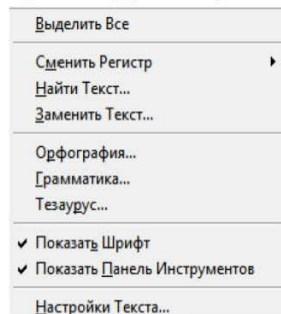 Выделить Все
Сменить Регистр
Найти Текст...
Заменить Текст...
Орфография...
Грамматика...
Тезаурус...
Показать Шрифт
Показать Панель Инструментов
Настройки Текста...